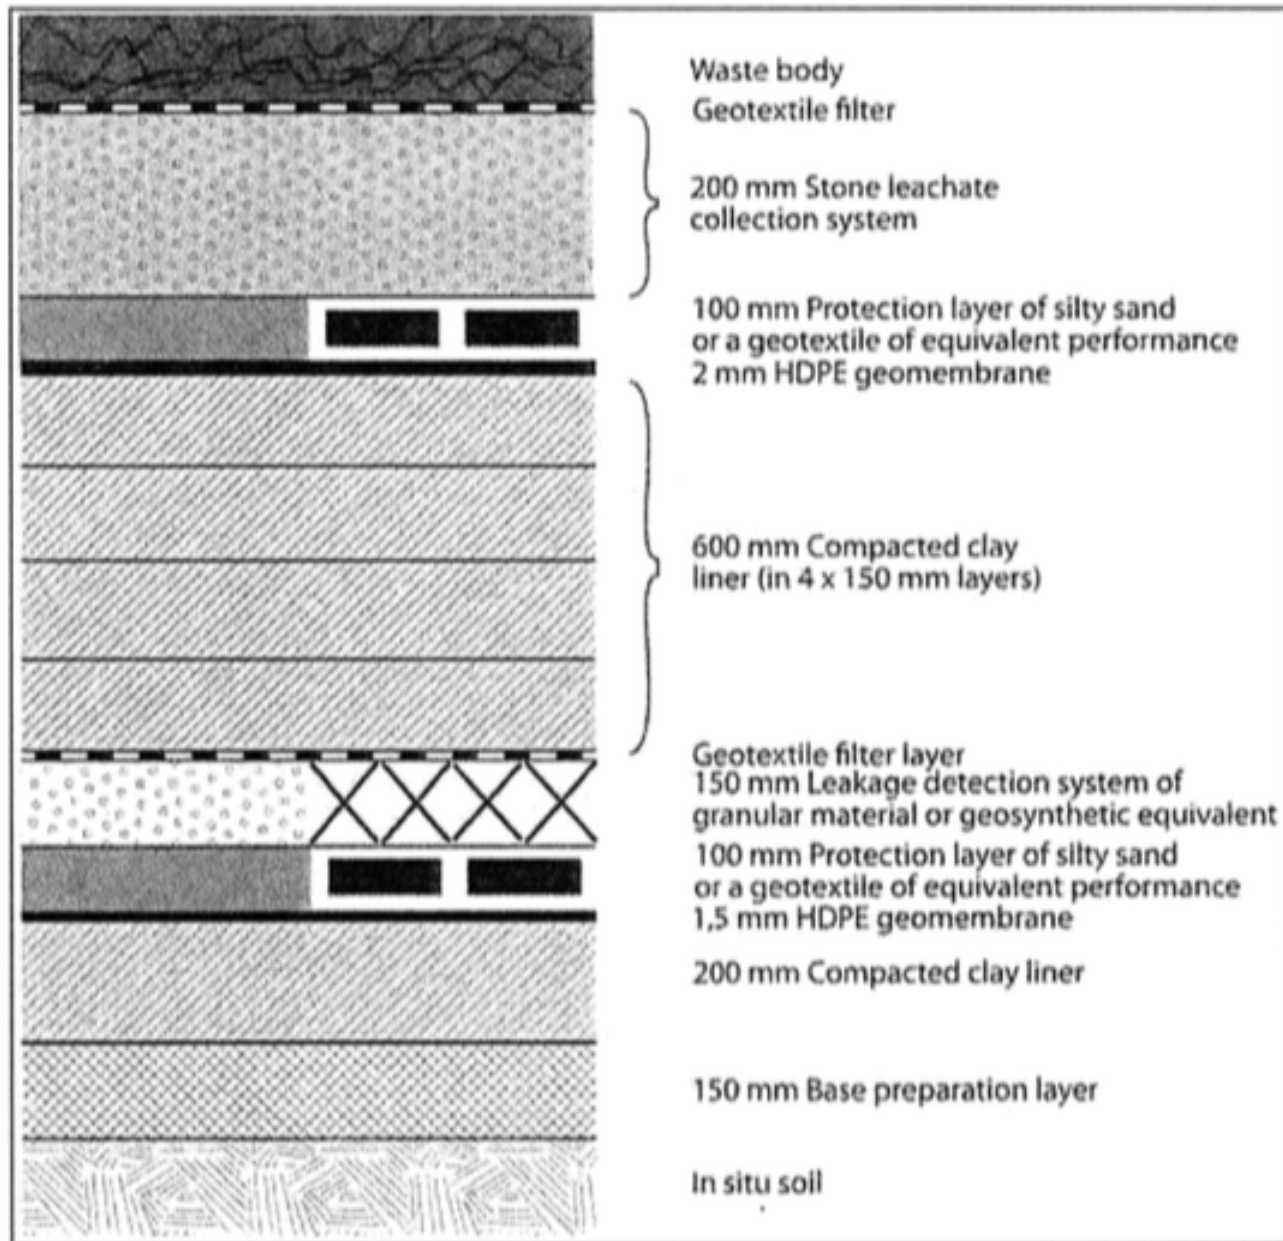 Waste body
Geotextile filter
200 mm Stone leachate
collection system
100 mm Protection layer of silty sand
or a geotextile of equivalent performance
2 mm HDPE geomembrane
600 mm Compacted clay
liner (in 4 x 150 mm layers)
Geotextile filter layer
150 mm Leakage detection system of
granular material or geosynthetic equivalent
100 mm Protection layer of silty sand
or a geotextile of equivalent performance
1,5 mm HDPE geomembrane
200 mm Compacted clay liner
150 mm Base preparation layer
In situ soil